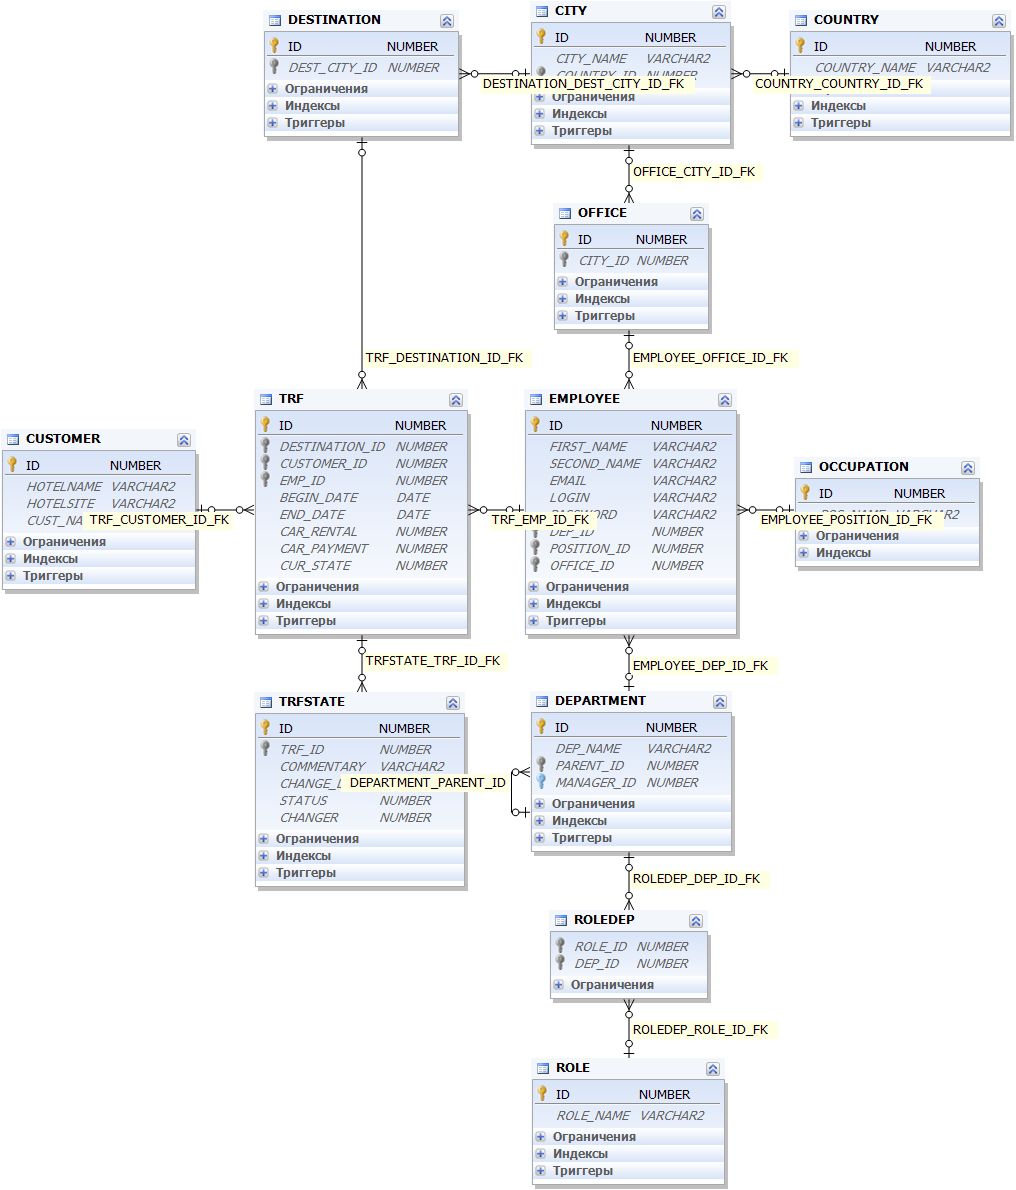 DESTINATION
ID NUMBER
DEST_CITY_ID NUMBER
Ограничения
Индексы
Триггеры
CITY
ID NUMBER
CITY_NAME VARCHAR2
COUNTRY_ID NUMBER
Ограничения
Индексы
Триггеры
COUNTRY
ID NUMBER
COUNTRY_NAME VARCHAR2
Индексы
Триггеры
DESTINATION_DEST_CITY_ID_FK
COUNTRY_COUNTRY_ID_FK
OFFICE_CITY_ID_FK
OFFICE
ID NUMBER
CITY_ID NUMBER
Ограничения
Индексы
Триггеры
TRF_DESTINATION_ID_FK
EMPLOYEE_OFFICE_ID_FK
CUSTOMER
ID NUMBER
HOTELNAME VARCHAR2
HOTELSITE VARCHAR2
Ограничения
Индексы
Триггеры
TRF_CUSTOMER_ID_FK
TRF
ID NUMBER
DESTINATION_ID NUMBER
CUSTOMER_ID NUMBER
EMP_ID NUMBER
BEGIN_DATE DATE
END_DATE DATE
CAR_RENTAL NUMBER
CAR_PAYMENT NUMBER
CUR_STATE NUMBER
Ограничения
Индексы
Триггеры
TRF_EMP_ID_FK
EMPLOYEE
ID NUMBER
FIRST_NAME VARCHAR2
SECOND_NAME VARCHAR2
EMAIL VARCHAR2
LOGIN VARCHAR2
PASSWORD VARCHAR2
DEP_ID NUMBER
POSITION_ID NUMBER
OFFICE_ID NUMBER
Ограничения
Индексы
Триггеры
OCCUPATION
ID NUMBER
VARCHAR2
Ограничения
Индексы
EMPLOYEE_POSITION_ID_FK
TRFSTATE_TRF_ID_FK
EMPLOYEE_DEP_ID_FK
TRFSTATE
ID NUMBER
TRF_ID NUMBER
COMMENTARY VARCHAR2
STATUS NUMBER
CHANGER NUMBER
Ограничения
Индексы
Триггеры
DEPARTMENT_PARENT_ID
DEPARTMENT
ID NUMBER
DEP_NAME VARCHAR2
PARENT_ID NUMBER
MANAGER_ID NUMBER
Ограничения
Индексы
Триггеры
ROLEDEP_DEP_ID_FK
ROLEDEP
ROLE_ID NUMBER
DEP_ID NUMBER
Ограничения
ROLEDEP_ROLE_ID_FK
ROLE
ID NUMBER
ROLE_NAME VARCHAR2
Ограничения
Индексы
Триггеры